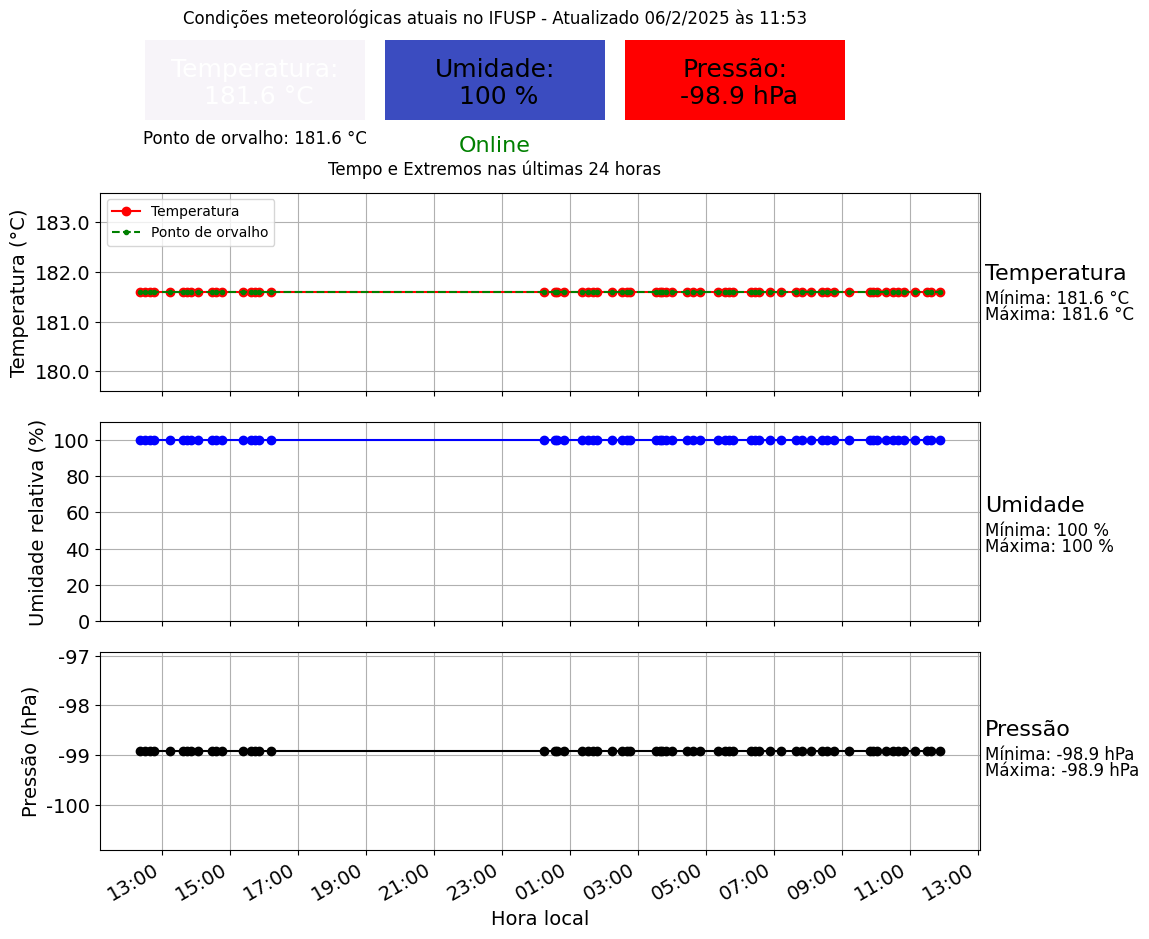 Condições meteorológicas atuais no IFUSP - Atualizado 06/2/2025 às 11:53
Temperatura:
181.6 °C
Umidade:
100 %
Pressão:
-98.9 hPa
Ponto de orvalho: 181.6 °C
Online
Tempo e Extremos nas últimas 24 horas
Temperatura (°C)
183.0
182.0
181.0
180.0
Temperatura
Ponto de orvalho
Temperatura
Mínima: 181.6 °C
Máxima: 181.6 °C
Umidade relativa (%)
100
80
60
40
20
0
Umidade
Mínima: 100 %
Máxima: 100 %
Pressão (hPa)
-97
-98
-99
-100
Pressão
Mínima: -98.9 hPa
Máxima: -98.9 hPa
13:00 15:00 17:00 19:00 21:00 23:00 01:00 03:00 05:00 07:00 09:00 11:00 13:00
Hora local